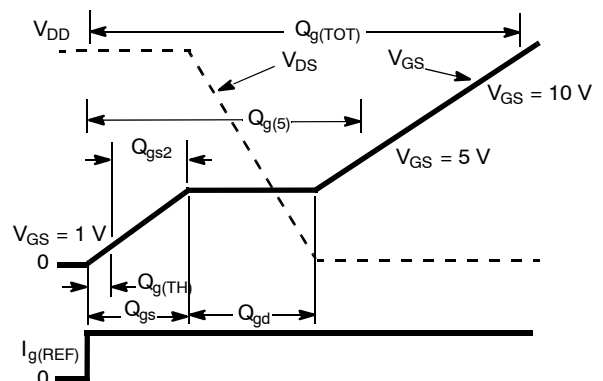 V_DD
Q_g(TOT)
V_DS
V_GS
V_GS = 10 V
Q_g(5)
Q_gs2
V_GS = 5 V
V_GS = 1 V
0
Q_g(TH)
Q_gs
Q_gd
I_g(REF)
0